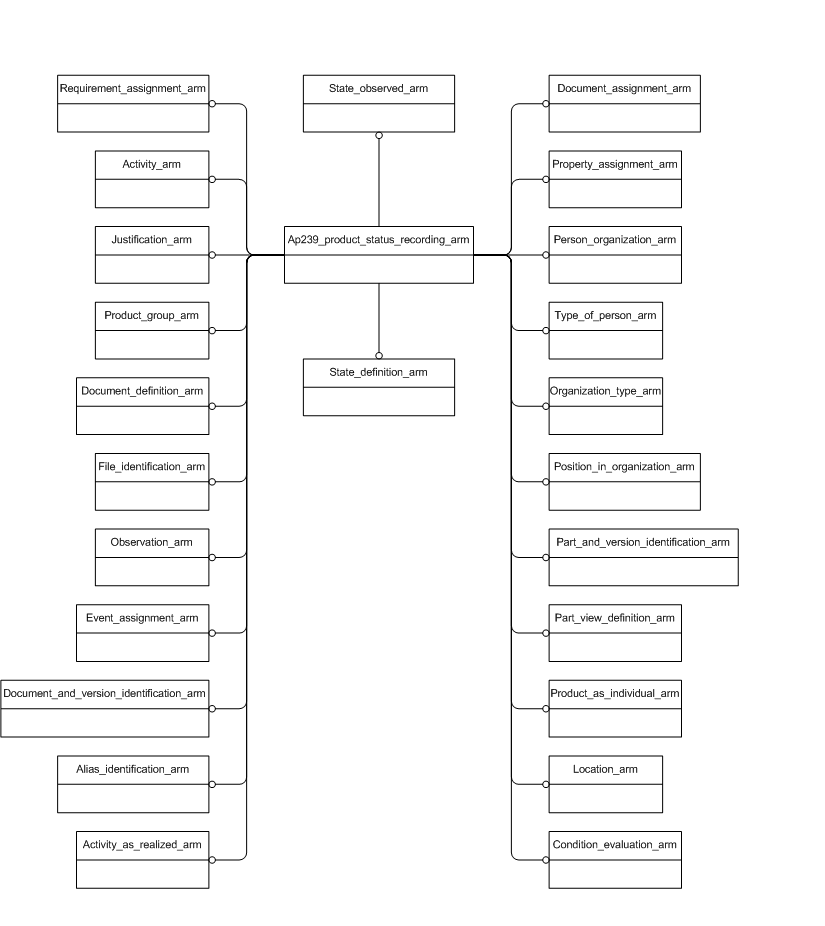 Requirement_assignment_arm
State_observed_arm
Document_assignment_arm
Activity_arm
Property_assignment_arm
Justification_arm
Ap239_product_status_recording_arm
Person_organization_arm
Product_group_arm
Type_of_person_arm
State_definition_arm
Document_definition_arm
Organization_type_arm
File_identification_arm
Position_in_organization_arm
Observation_arm
Part_and_version_identification_arm
Event_assignment_arm
Part_view_definition_arm
Document_and_version_identification_arm
Product_as_individual_arm
Alias_identification_arm
Location_arm
Activity_as_realized_arm
Condition_evaluation_arm